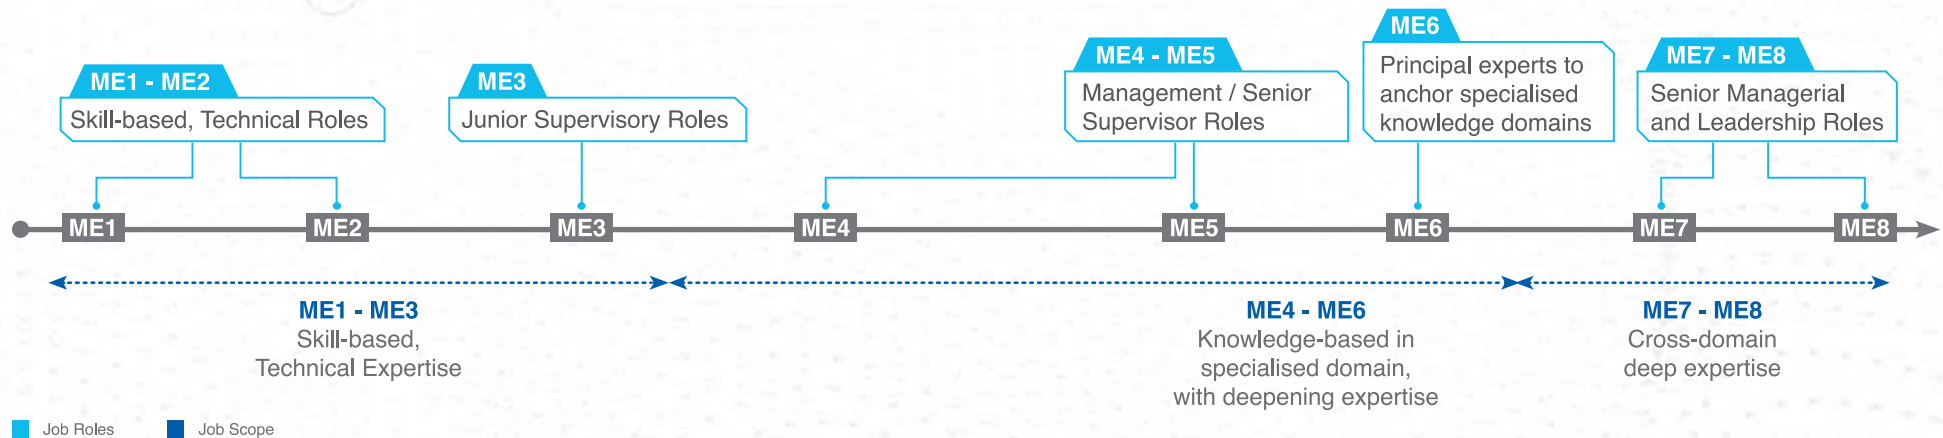 ME1 - ME2
Skill-based, Technical Roles
ME3
Junior Supervisory Roles
ME4 - ME5
Management / Senior
Supervisor Roles
ME6
Principal experts to
anchor specialised
knowledge domains
ME7 - ME8
Senior Managerial
and Leadership Roles
ME1
ME2
ME3
ME4
ME5
ME6
ME7
ME8
ME1 - ME3
Skill-based,
Technical Expertise
ME4 - ME6
Knowledge-based in
specialised domain,
with deepening expertise
ME7 - ME8
Cross-domain
deep expertise
Job Roles
Job Scope